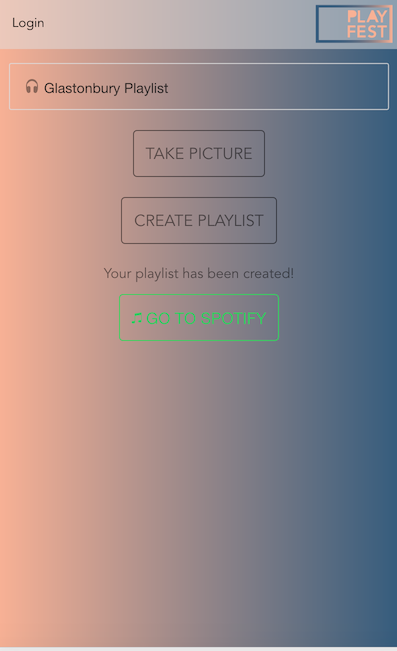 Login
PLAY
FEST
Glastonbury Playlist
TAKE PICTURE
CREATE PLAYLIST
Your playlist has been created!
GO TO SPOTIFY